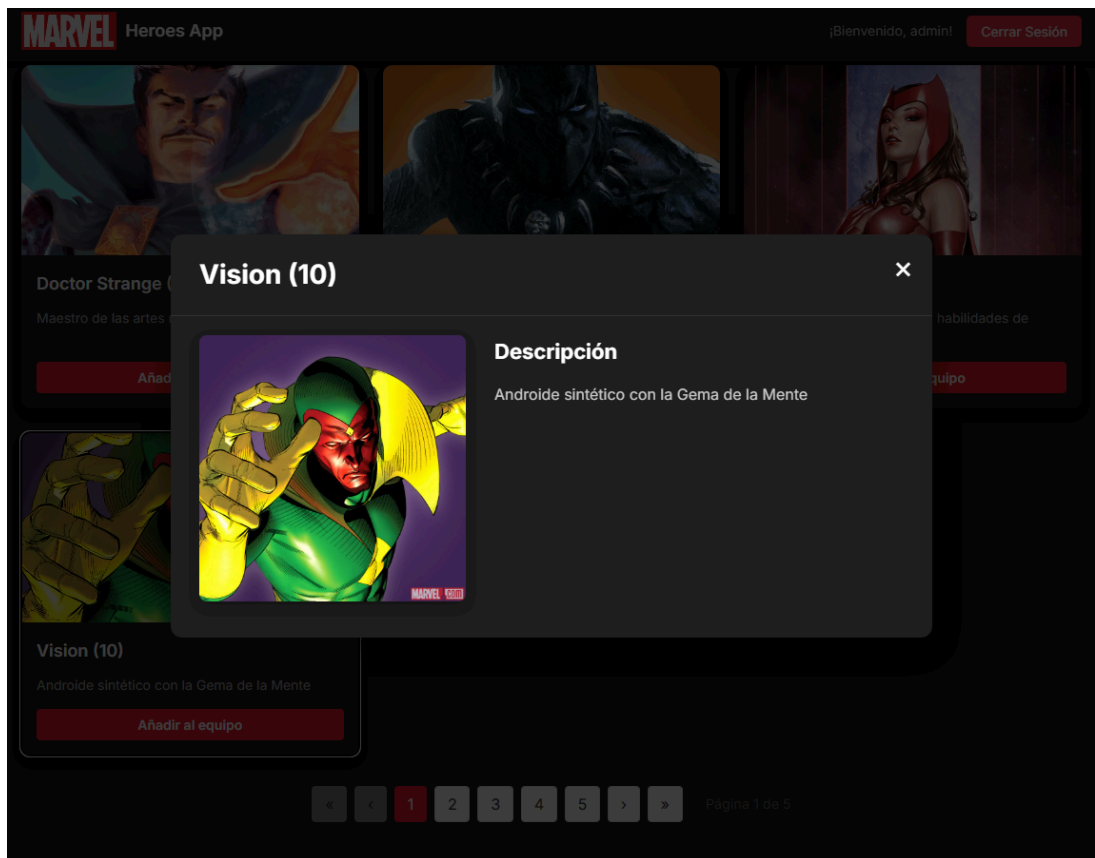 MARVEL Heroes App
¡Bienvenido, admin!
Cerrar Sesión
Doctor Strange (
Maestro de las artes
habilidades de
Añad
quipo
Vision (10)
×
Descripción
Androide sintético con la Gema de la Mente
MARVEL .COM
Vision (10)
Androide sintético con la Gema de la Mente
Añadir al equipo
« ‹ 1 2 3 4 5 › » Página 1 de 5